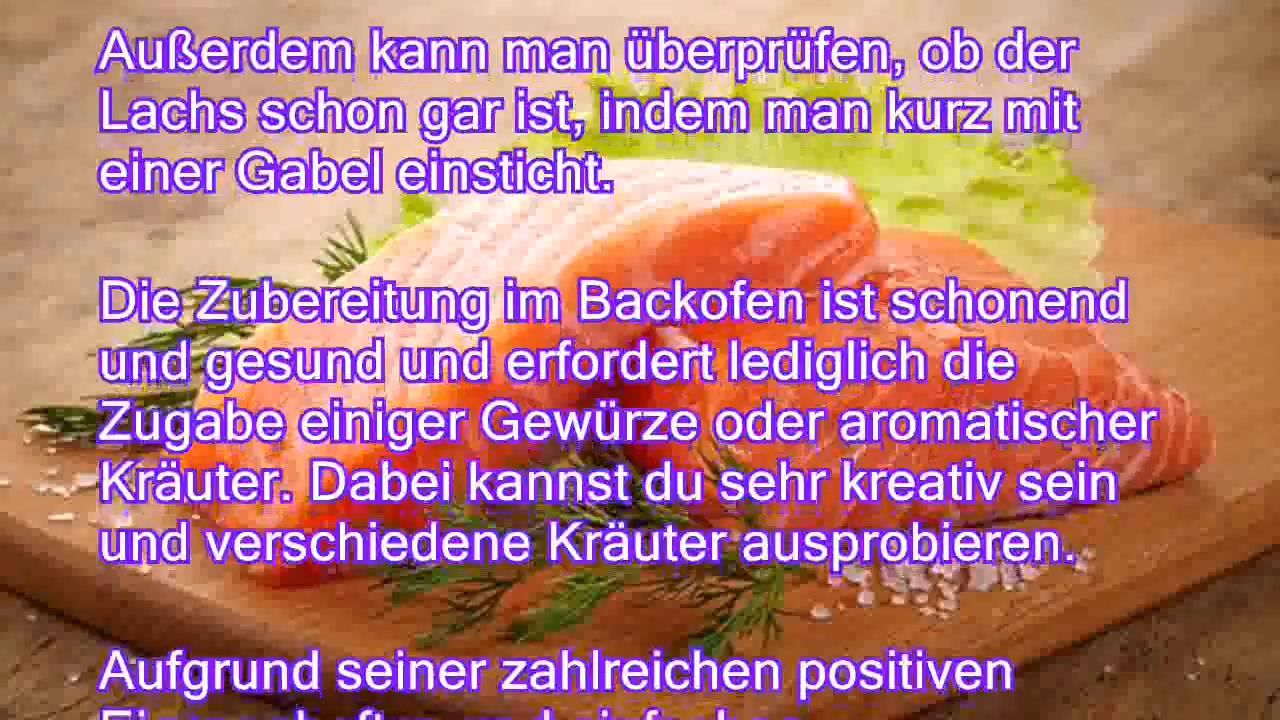 Außerdem kann man überprüfen, ob der
Lachs schon gar ist, indem man kurz mit
einer Gabel einsticht.
Die Zubereitung im Backofen ist schonend
und gesund und erfordert lediglich die
Zugabe einiger Gewürze oder aromatischer
Kräuter. Dabei kannst du sehr kreativ sein
und verschiedene Kräuter ausprobieren.
Aufgrund seiner zahlreichen positiven